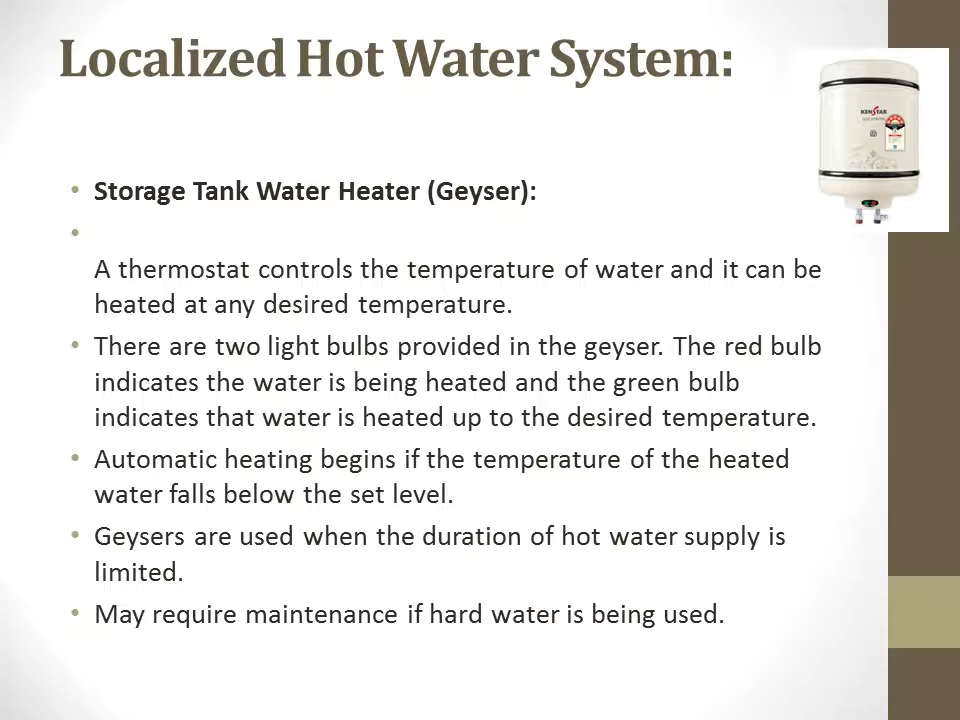 Localized Hot Water System:
KENSTAR
• Storage Tank Water Heater (Geyser):
•
A thermostat controls the temperature of water and it can be
heated at any desired temperature.
• There are two light bulbs provided in the geyser. The red bulb
indicates the water is being heated and the green bulb
indicates that water is heated up to the desired temperature.
• Automatic heating begins if the temperature of the heated
water falls below the set level.
• Geysers are used when the duration of hot water supply is
limited.
• May require maintenance if hard water is being used.